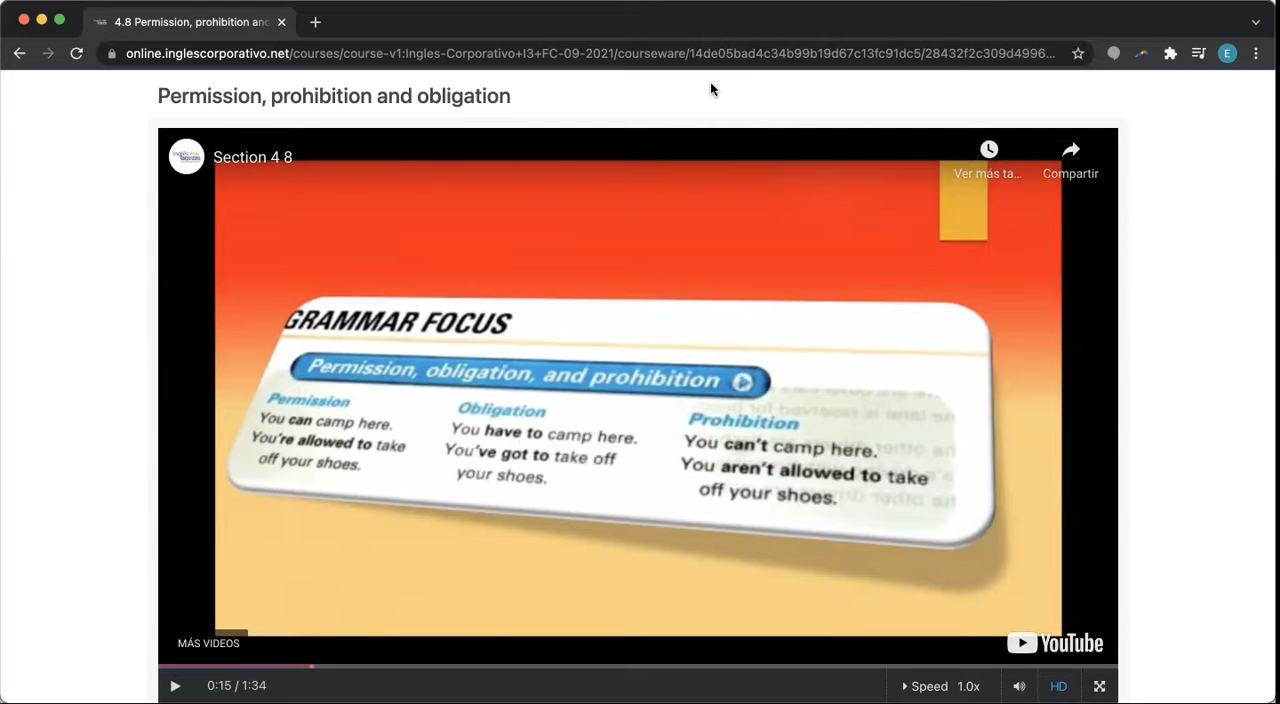 4.8 Permission, prohibition and
online.inglescorporativo.net/courses/course-v1:Ingles-Corporativo+I3+FC-09-2021/courseware/14de05bad4c34b99b19d67c13fc91dc5/28432f2c309d4996...
E
Permission, prohibition and obligation
Section 4 8
Ver más ta...
Compartir
GRAMMAR FOCUS
Permission, obligation, and prohibition
Permission
You can camp here.
You're allowed to take
off your shoes.
Obligation
You have to camp here.
You've got to take off
your shoes.
Prohibition
You can't camp here.
You aren't allowed to take
off your shoes.
MÁS VIDEOS
YouTube
0:15 / 1:34
Speed 1.0x
HD